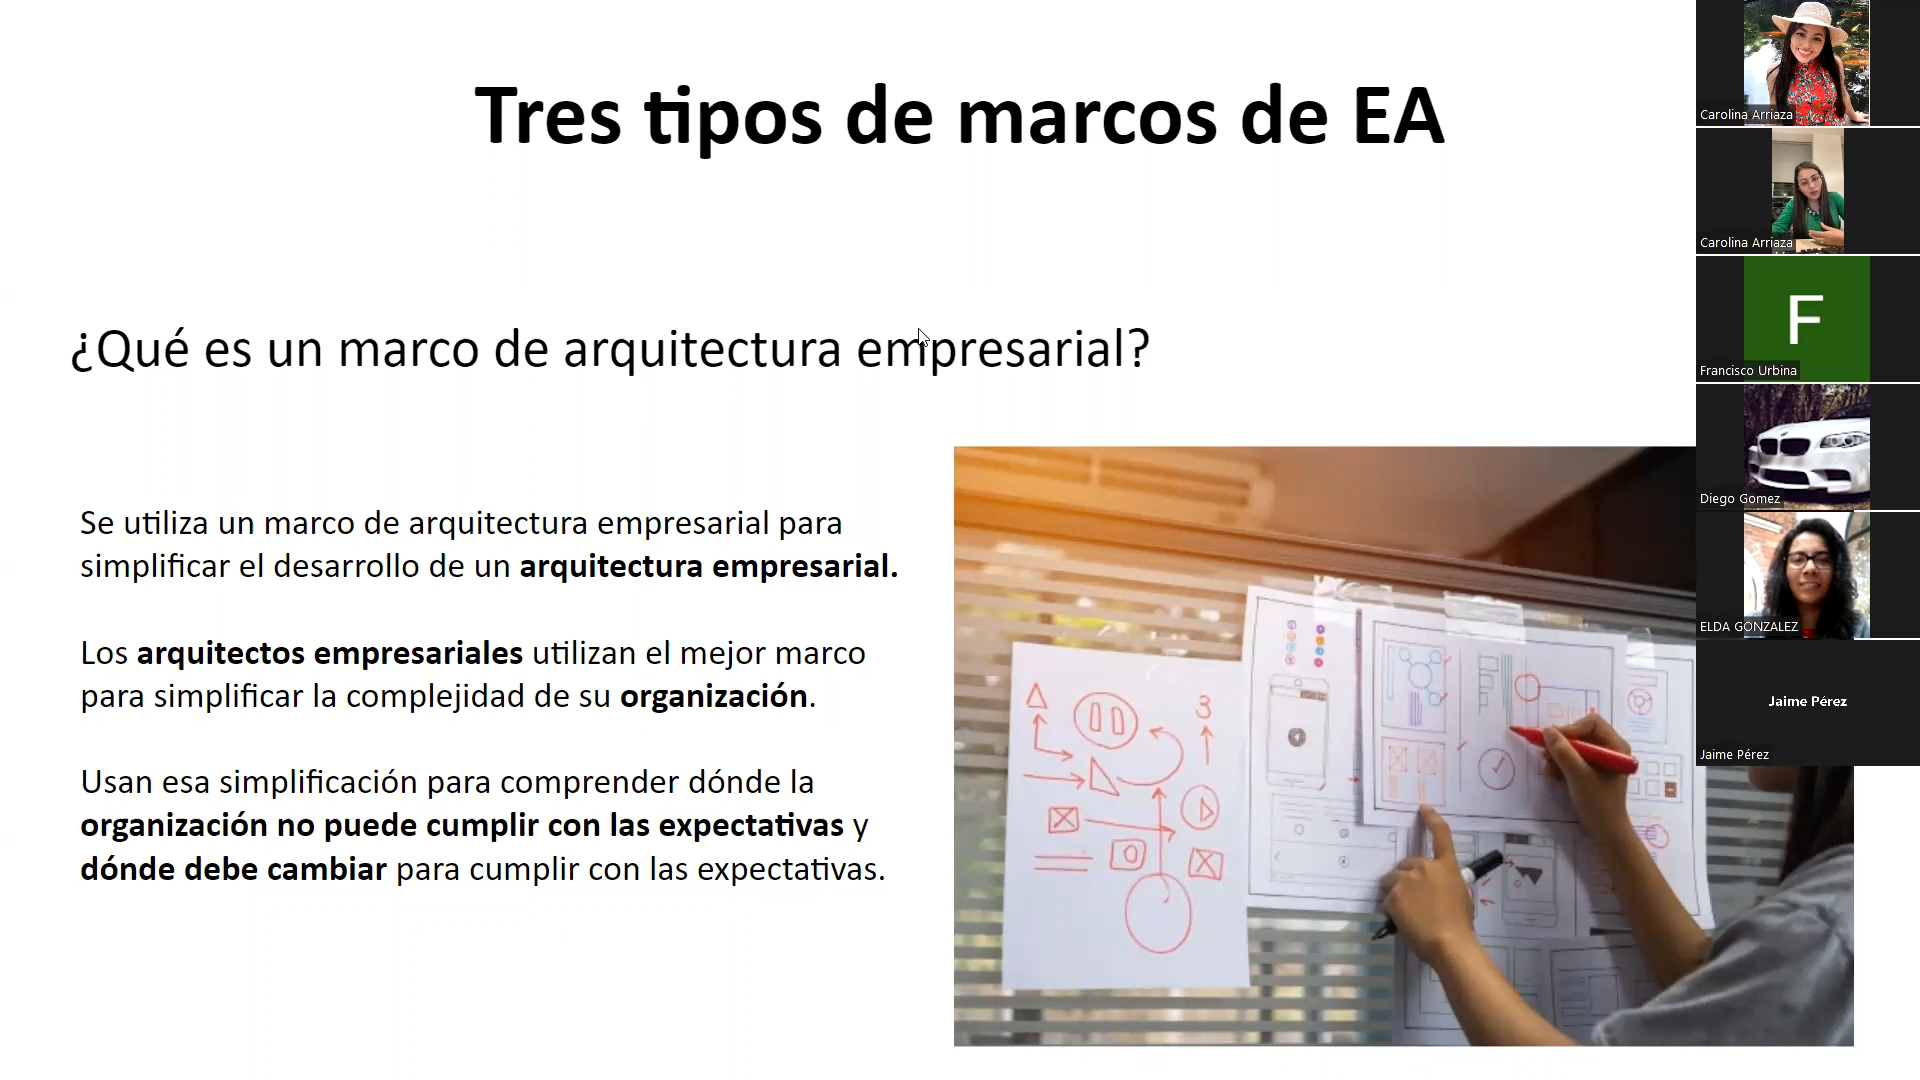 Tres tipos de marcos de EA
¿Qué es un marco de arquitectura empresarial?
Se utiliza un marco de arquitectura empresarial para
simplificar el desarrollo de un arquitectura empresarial.
Los arquitectos empresariales utilizan el mejor marco
para simplificar la complejidad de su organización.
Usan esa simplificación para comprender dónde la
organización no puede cumplir con las expectativas y
dónde debe cambiar para cumplir con las expectativas.
3
Carolina Arriaza
Carolina Arriaza
F
Francisco Urbina
Diego Gomez
ELDA GONZALEZ
Jaime Pérez
Jaime Pérez